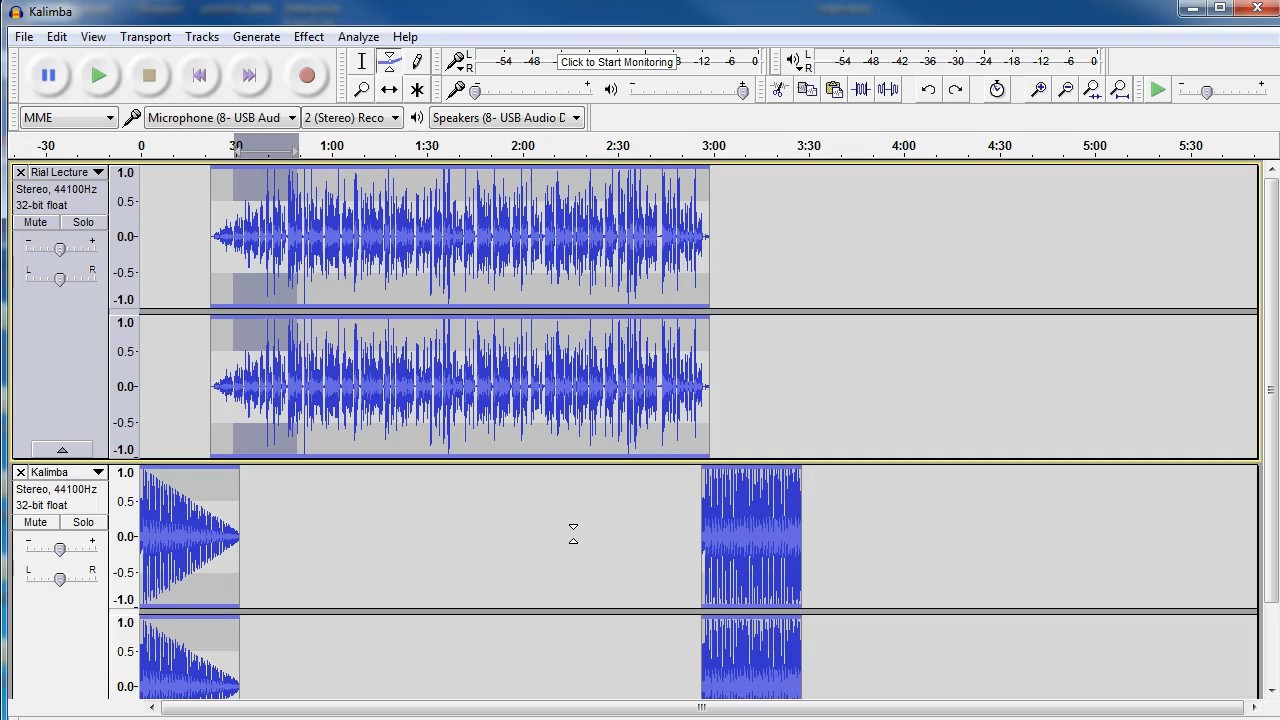 Kalimba
File Edit View Transport Tracks Generate Effect Analyze Help
L R -54 -48 Click to Start Monitoring -12 -6 0 L R -54 -48 -42 -36 -30 -24 -18 -12 -6 0
- + - + - +
MME Microphone (8- USB Aud 2 (Stereo) Reco Speakers (8- USB Audio D
-30 0 30 1:00 1:30 2:00 2:30 3:00 3:30 4:00 4:30 5:00 5:30
Rial Lecture
Stereo, 44100Hz
32-bit float
Mute Solo
- +
L R
1.0
0.5-
0.0-
-0.5-
-1.0
1.0
0.5-
0.0-
-0.5-
-1.0
Kalimba
Stereo, 44100Hz
32-bit float
Mute Solo
- +
L R
1.0
0.5-
0.0-
-0.5-
-1.0
1.0
0.5-
0.0-